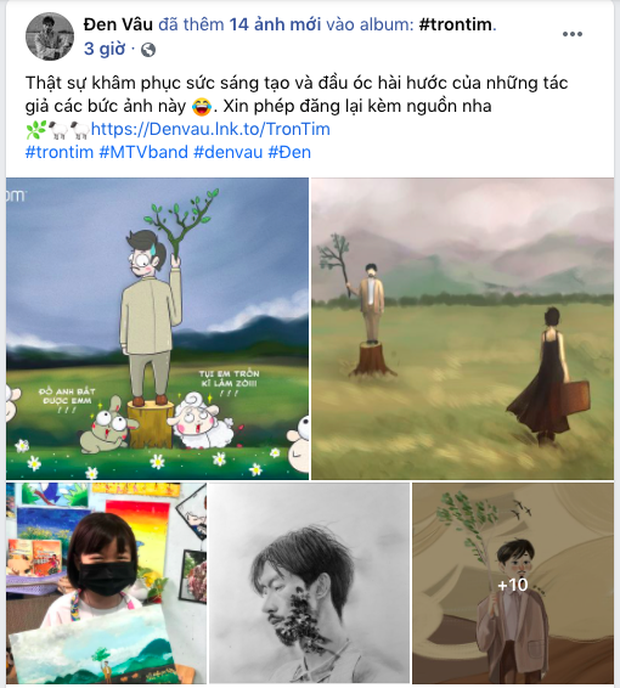 Đen Vâu đã thêm 14 ảnh mới vào album: #trontim.
3 giờ ·
Thật sự khâm phục sức sáng tạo và đầu óc hài hước của những tác
giả các bức ảnh này 😂. Xin phép đăng lại kèm nguồn nha
🌿🐑🐑https://Denvau.lnk.to/TronTim
#trontim #MTVband #denvau #Đen
om
ĐỐ ANH BẮT
ĐƯỢC EMM
!!!
TỤI EM TRỐN
KĨ LẮM ZỒ!!!
!!!
+10